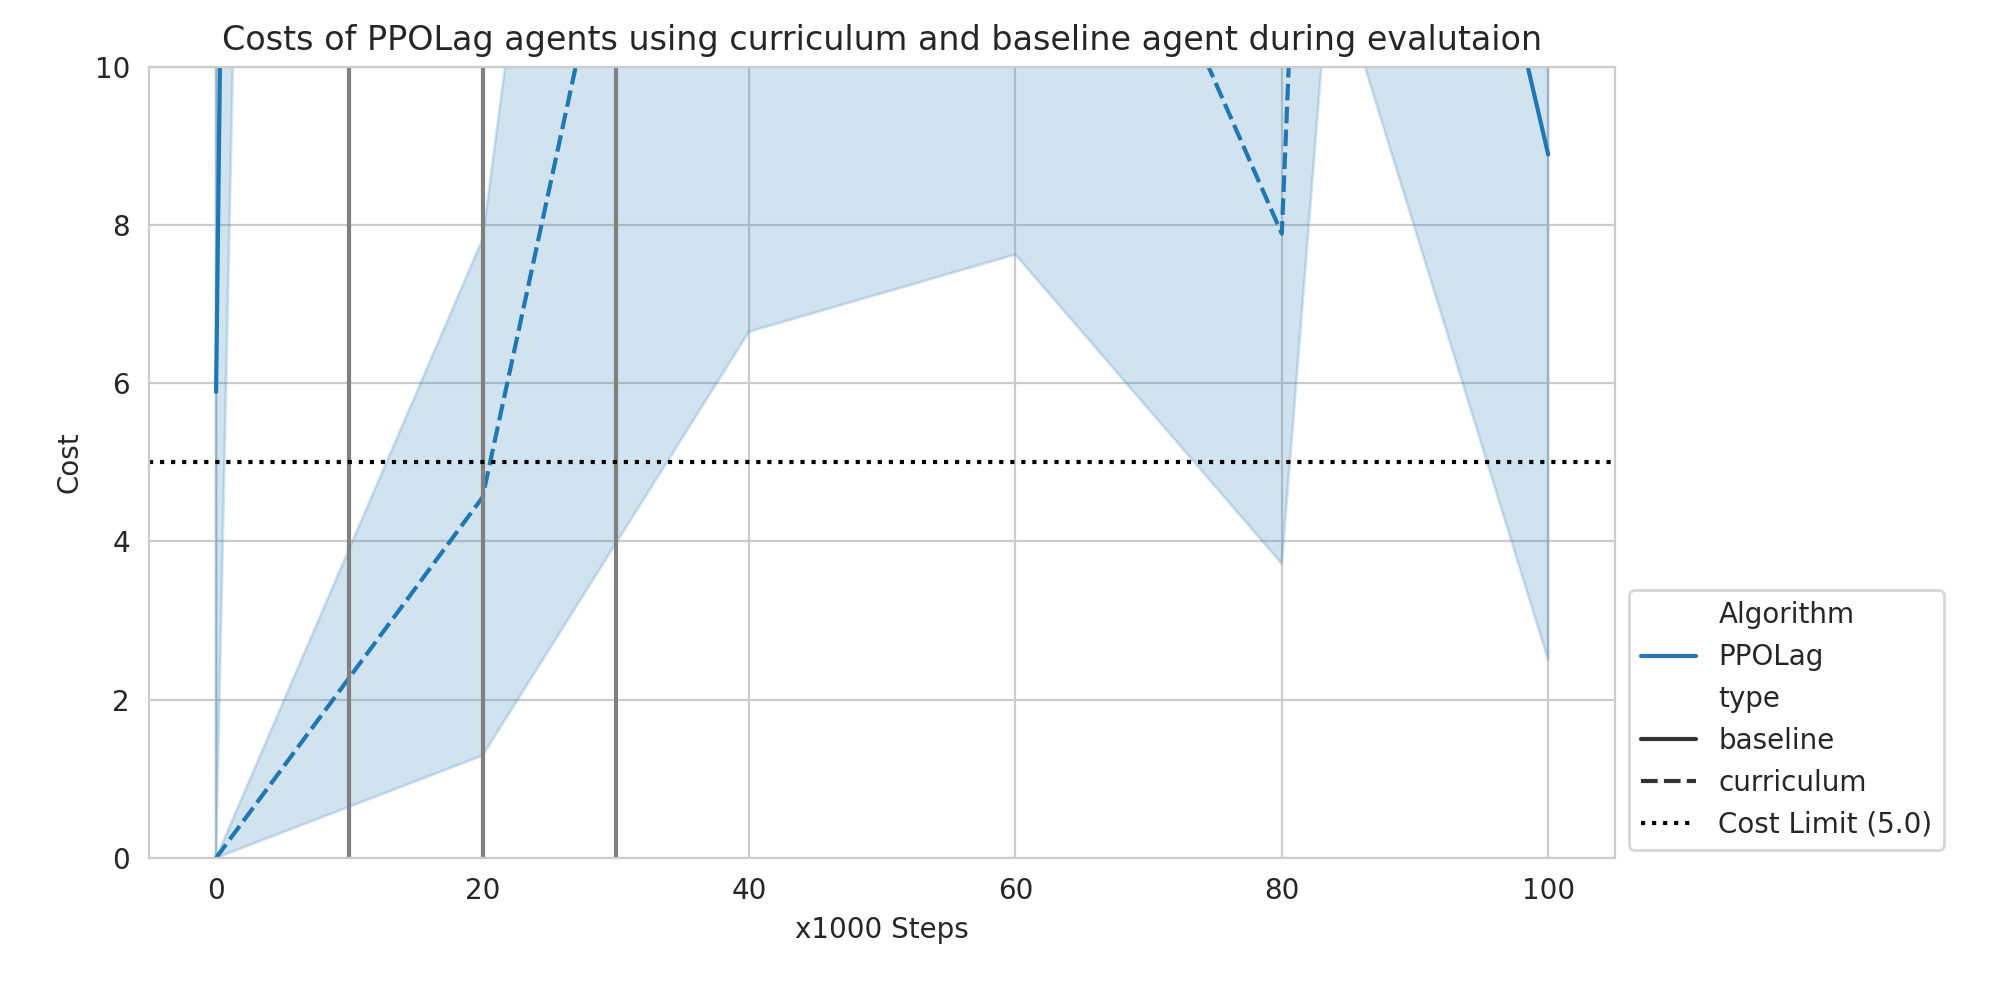 Costs of PPOLag agents using curriculum and baseline agent during evalutaion
10
8
6
4
2
0
Cost
0 20 40 60 80 100
x1000 Steps
Algorithm
PPOLag
type
baseline
curriculum
Cost Limit (5.0)